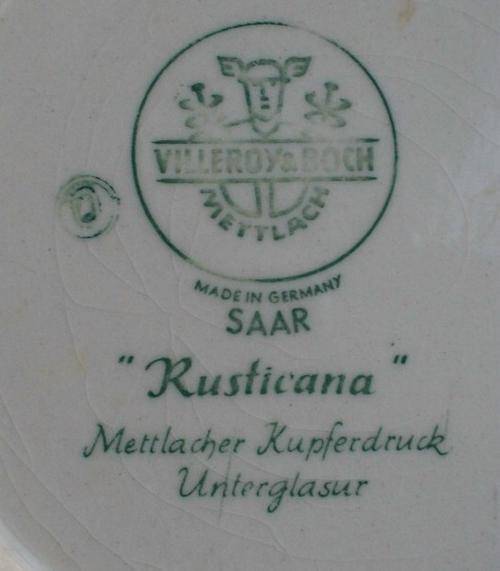 VILLEROY & BOCH
METTLACH
MADE IN GERMANY
SAAR
"Rusticana"
Mettlacher Kupferdruck
Unterglasur